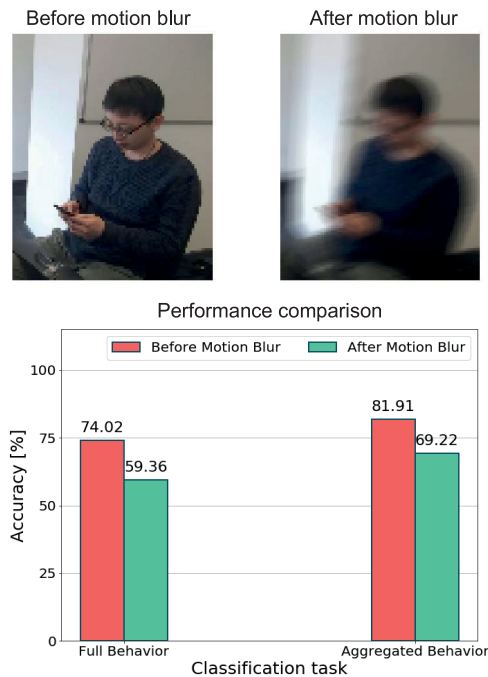 Before motion blur
After motion blur
Performance comparison
Before Motion Blur
After Motion Blur
100
75
50
25
0
Accuracy [%]
74.02
59.36
81.91
69.22
Full Behavior
Aggregated Behavior
Classification task